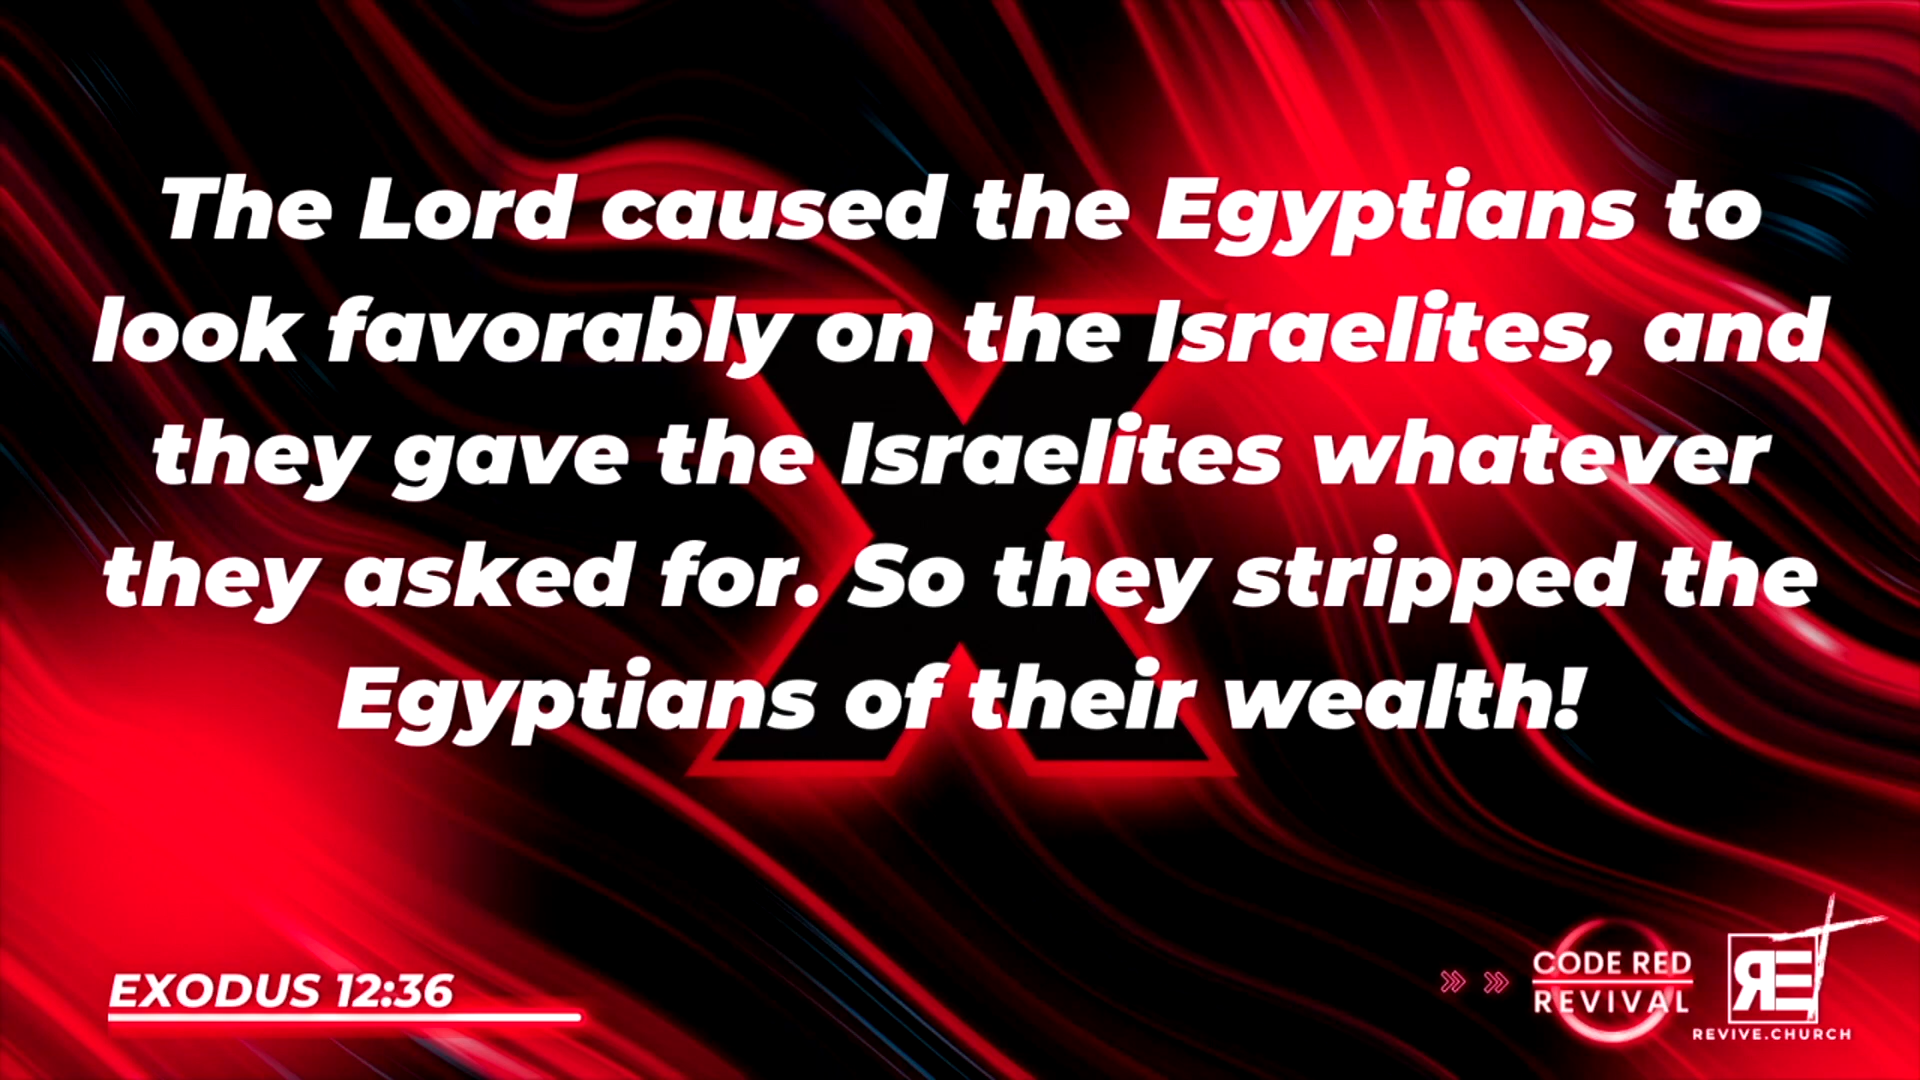 The Lord caused the Egyptians to
look favorably on the Israelites, and
they gave the Israelites whatever
they asked for. So they stripped the
Egyptians of their wealth!
X
EXODUS 12:36
CODE RED
REVIVAL
RE
REVIVE.CHURCH